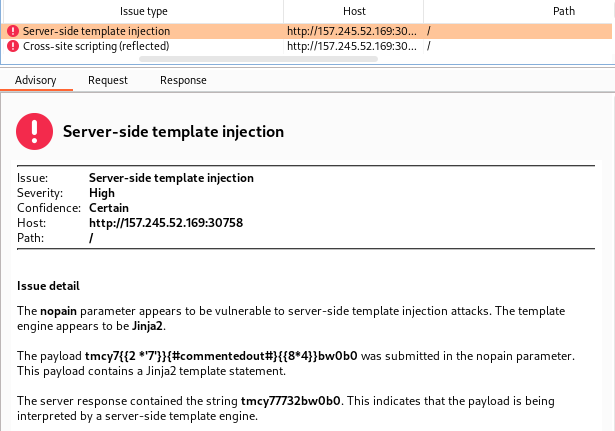 Issue type Host Path
Server-side template injection http://157.245.52.169:30... /
Cross-site scripting (reflected) http://157.245.52.169:30... /
Advisory Request Response
Server-side template injection
Issue: Server-side template injection
Severity: High
Confidence: Certain
Host: http://157.245.52.169:30758
Path: /
Issue detail
The nopain parameter appears to be vulnerable to server-side template injection attacks. The template
engine appears to be Jinja2.
The payload tmcy7{{2 *'7'}}{#commentedout#}{{8*4}}bw0b0 was submitted in the nopain parameter.
This payload contains a Jinja2 template statement.
The server response contained the string tmcy77732bw0b0. This indicates that the payload is being
interpreted by a server-side template engine.